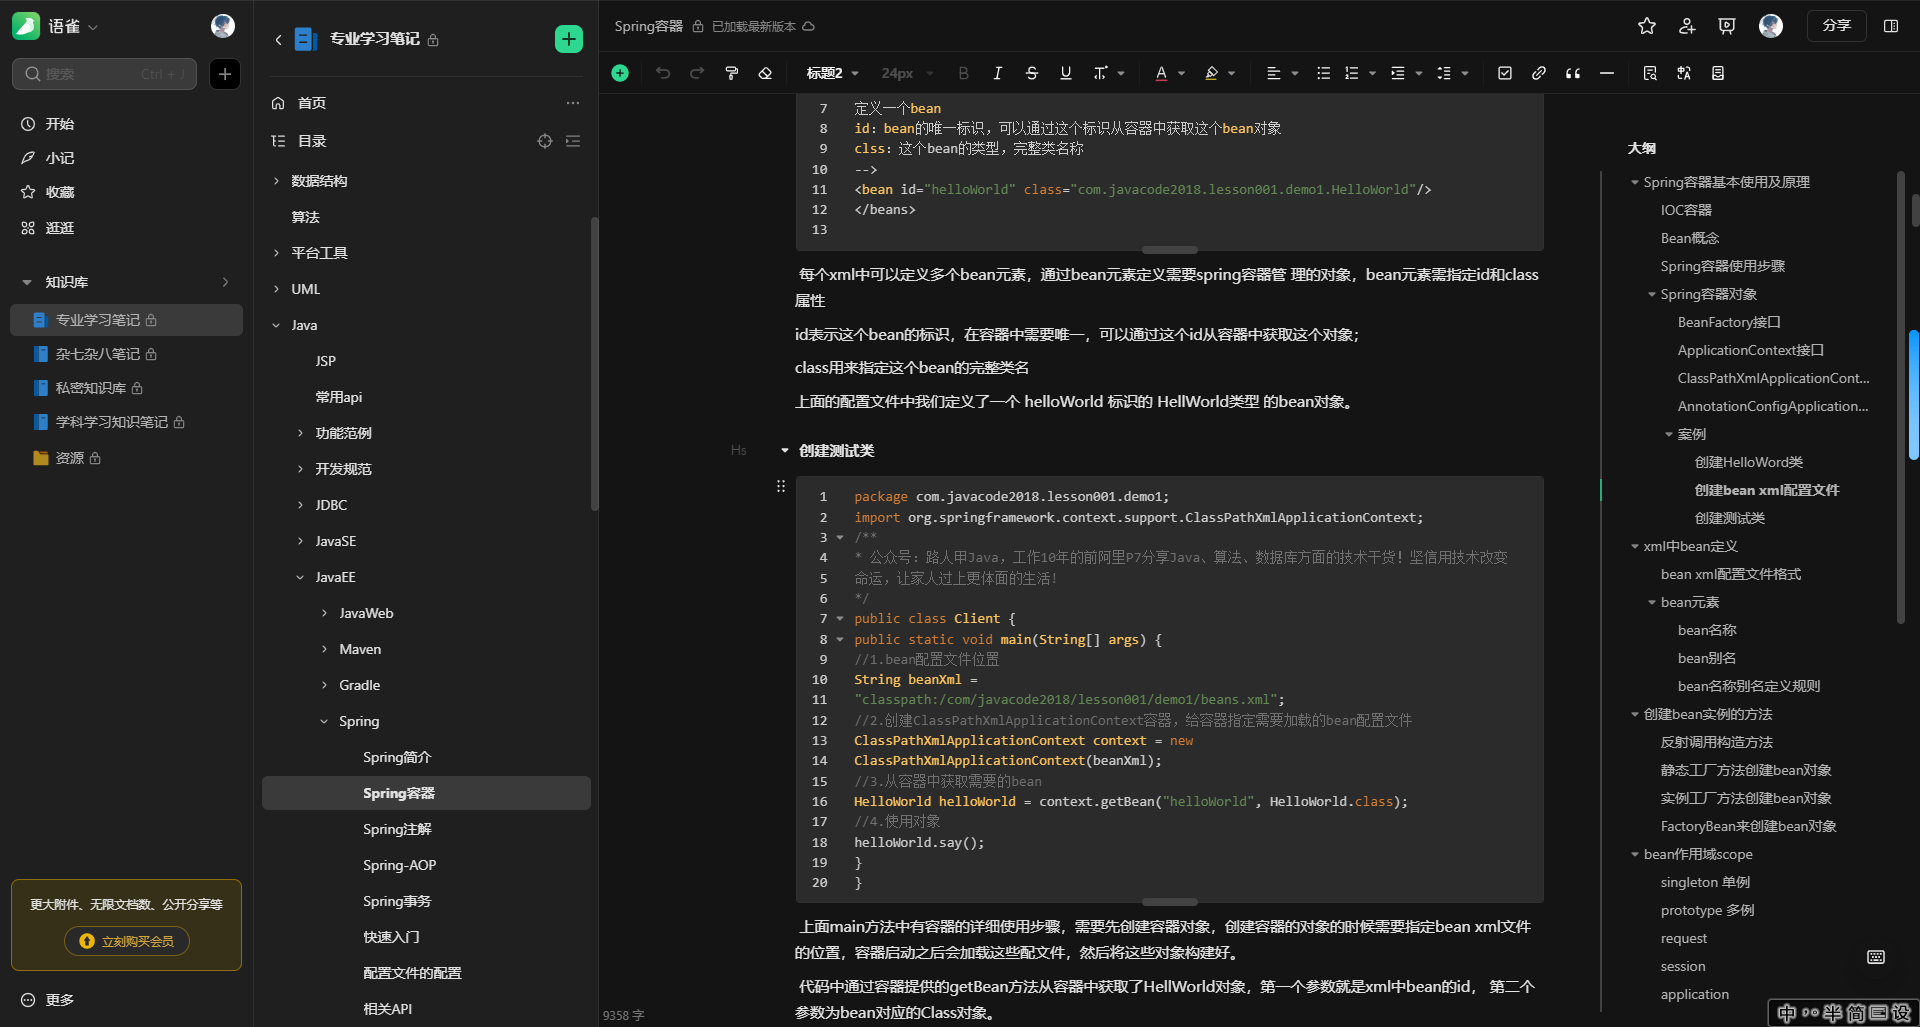 语雀
搜索
Ctrl + J
开始
小记
收藏
逛逛
知识库
专业学习笔记
杂七杂八笔记
私密知识库
学科学习知识笔记
资源
更大附件、无限文档数、公开分享等
立刻购买会员
更多
专业学习笔记
首页
目录
数据结构
算法
平台工具
UML
Java
JSP
常用api
功能范例
开发规范
JDBC
JavaSE
JavaEE
JavaWeb
Maven
Gradle
Spring
Spring简介
Spring容器
Spring注解
Spring-AOP
Spring事务
快速入门
配置文件的配置
相关API
Spring容器
已加载最新版本
分享
标题2
24px
7 定义一个bean
8 id：bean的唯一标识，可以通过这个标识从容器中获取这个bean对象
9 clss：这个bean的类型，完整类名称
10 -->
11 <bean id="helloWorld" class="com.javacode2018.lesson001.demo1.HelloWorld"/>
12 </beans>
13
每个xml中可以定义多个bean元素，通过bean元素定义需要spring容器管 理的对象，bean元素需指定id和class
属性
id表示这个bean的标识，在容器中需要唯一，可以通过这个id从容器中获取这个对象；
class用来指定这个bean的完整类名
上面的配置文件中我们定义了一个 helloWorld 标识的 HellWorld类型 的bean对象。
H5
创建测试类
1 package com.javacode2018.lesson001.demo1;
2 import org.springframework.context.support.ClassPathXmlApplicationContext;
3 /**
4 * 公众号：路人甲Java，工作10年的前阿里P7分享Java、算法、数据库方面的技术干货！坚信用技术改变
5 命运，让家人过上更体面的生活！
6 */
7 public class Client {
8 public static void main(String[] args) {
9 //1.bean配置文件位置
10 String beanXml =
11 "classpath:/com/javacode2018/lesson001/demo1/beans.xml";
12 //2.创建ClassPathXmlApplicationContext容器，给容器指定需要加载的bean配置文件
13 ClassPathXmlApplicationContext context = new
14 ClassPathXmlApplicationContext(beanXml);
15 //3.从容器中获取需要的bean
16 HelloWorld helloWorld = context.getBean("helloWorld", HelloWorld.class);
17 //4.使用对象
18 helloWorld.say();
19 }
20 }
上面main方法中有容器的详细使用步骤，需要先创建容器对象，创建容器的对象的时候需要指定bean xml文件
的位置，容器启动之后会加载这些配文件，然后将这些对象构建好。
代码中通过容器提供的getBean方法从容器中获取了HellWorld对象，第一个参数就是xml中bean的id， 第二个
参数为bean对应的Class对象。
9358 字
大纲
Spring容器基本使用及原理
IOC容器
Bean概念
Spring容器使用步骤
Spring容器对象
BeanFactory接口
ApplicationContext接口
ClassPathXmlApplicationCont...
AnnotationConfigApplication...
案例
创建HelloWord类
创建bean xml配置文件
创建测试类
xml中bean定义
bean xml配置文件格式
bean元素
bean名称
bean别名
bean名称别名定义规则
创建bean实例的方法
反射调用构造方法
静态工厂方法创建bean对象
实例工厂方法创建bean对象
FactoryBean来创建bean对象
bean作用域scope
singleton 单例
prototype 多例
request
session
application
中 半 简 设